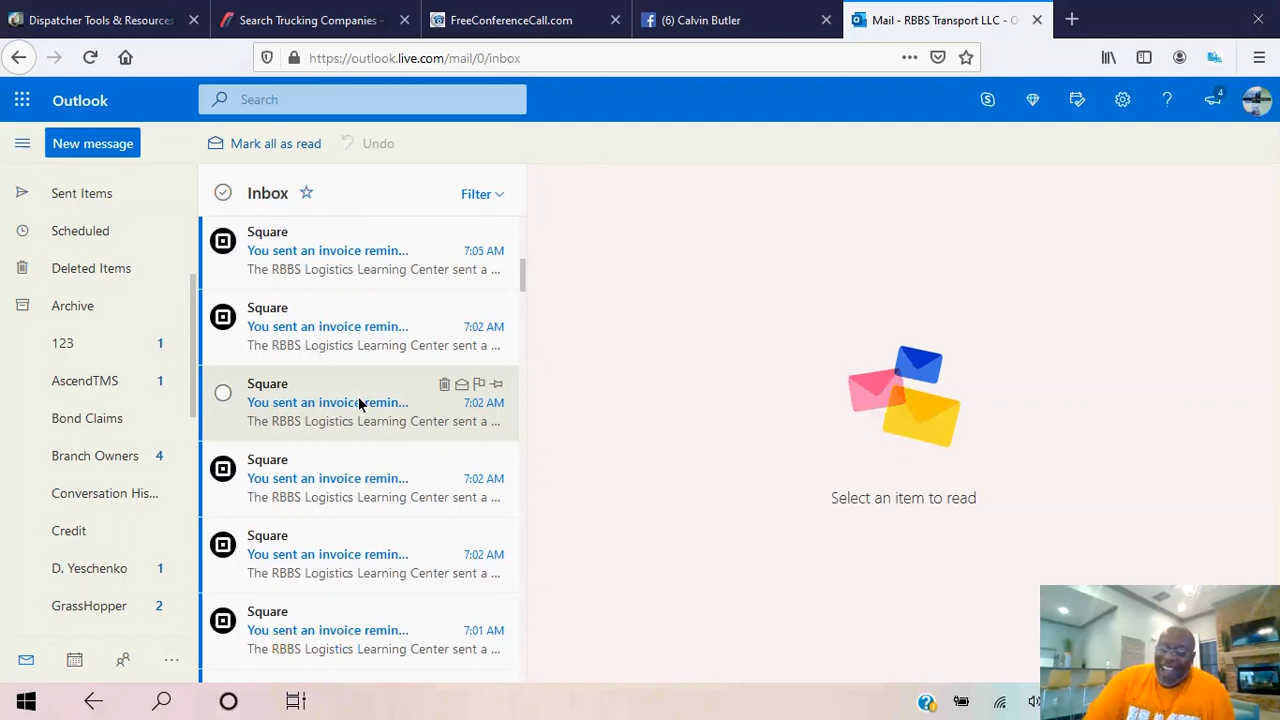 Dispatcher Tools & Resources
Search Trucking Companies -
FreeConferenceCall.com
(6) Calvin Butler
Mail - RBBS Transport LLC - O
https://outlook.live.com/mail/0/inbox
Outlook
Search
4
New message
Mark all as read
Undo
Sent Items
Scheduled
Deleted Items
Archive
123 1
AscendTMS 1
Bond Claims
Branch Owners 4
Conversation His...
Credit
D. Yeschenko 1
GrassHopper 2
Inbox
Filter
Square
You sent an invoice remin... 7:05 AM
The RBBS Logistics Learning Center sent a ...
Square
You sent an invoice remin... 7:02 AM
The RBBS Logistics Learning Center sent a ...
Square
You sent an invoice remin... 7:02 AM
The RBBS Logistics Learning Center sent a ...
Square
You sent an invoice remin... 7:02 AM
The RBBS Logistics Learning Center sent a ...
Square
You sent an invoice remin... 7:02 AM
The RBBS Logistics Learning Center sent a ...
Square
You sent an invoice remin... 7:01 AM
The RBBS Logistics Learning Center sent a ...
Select an item to read